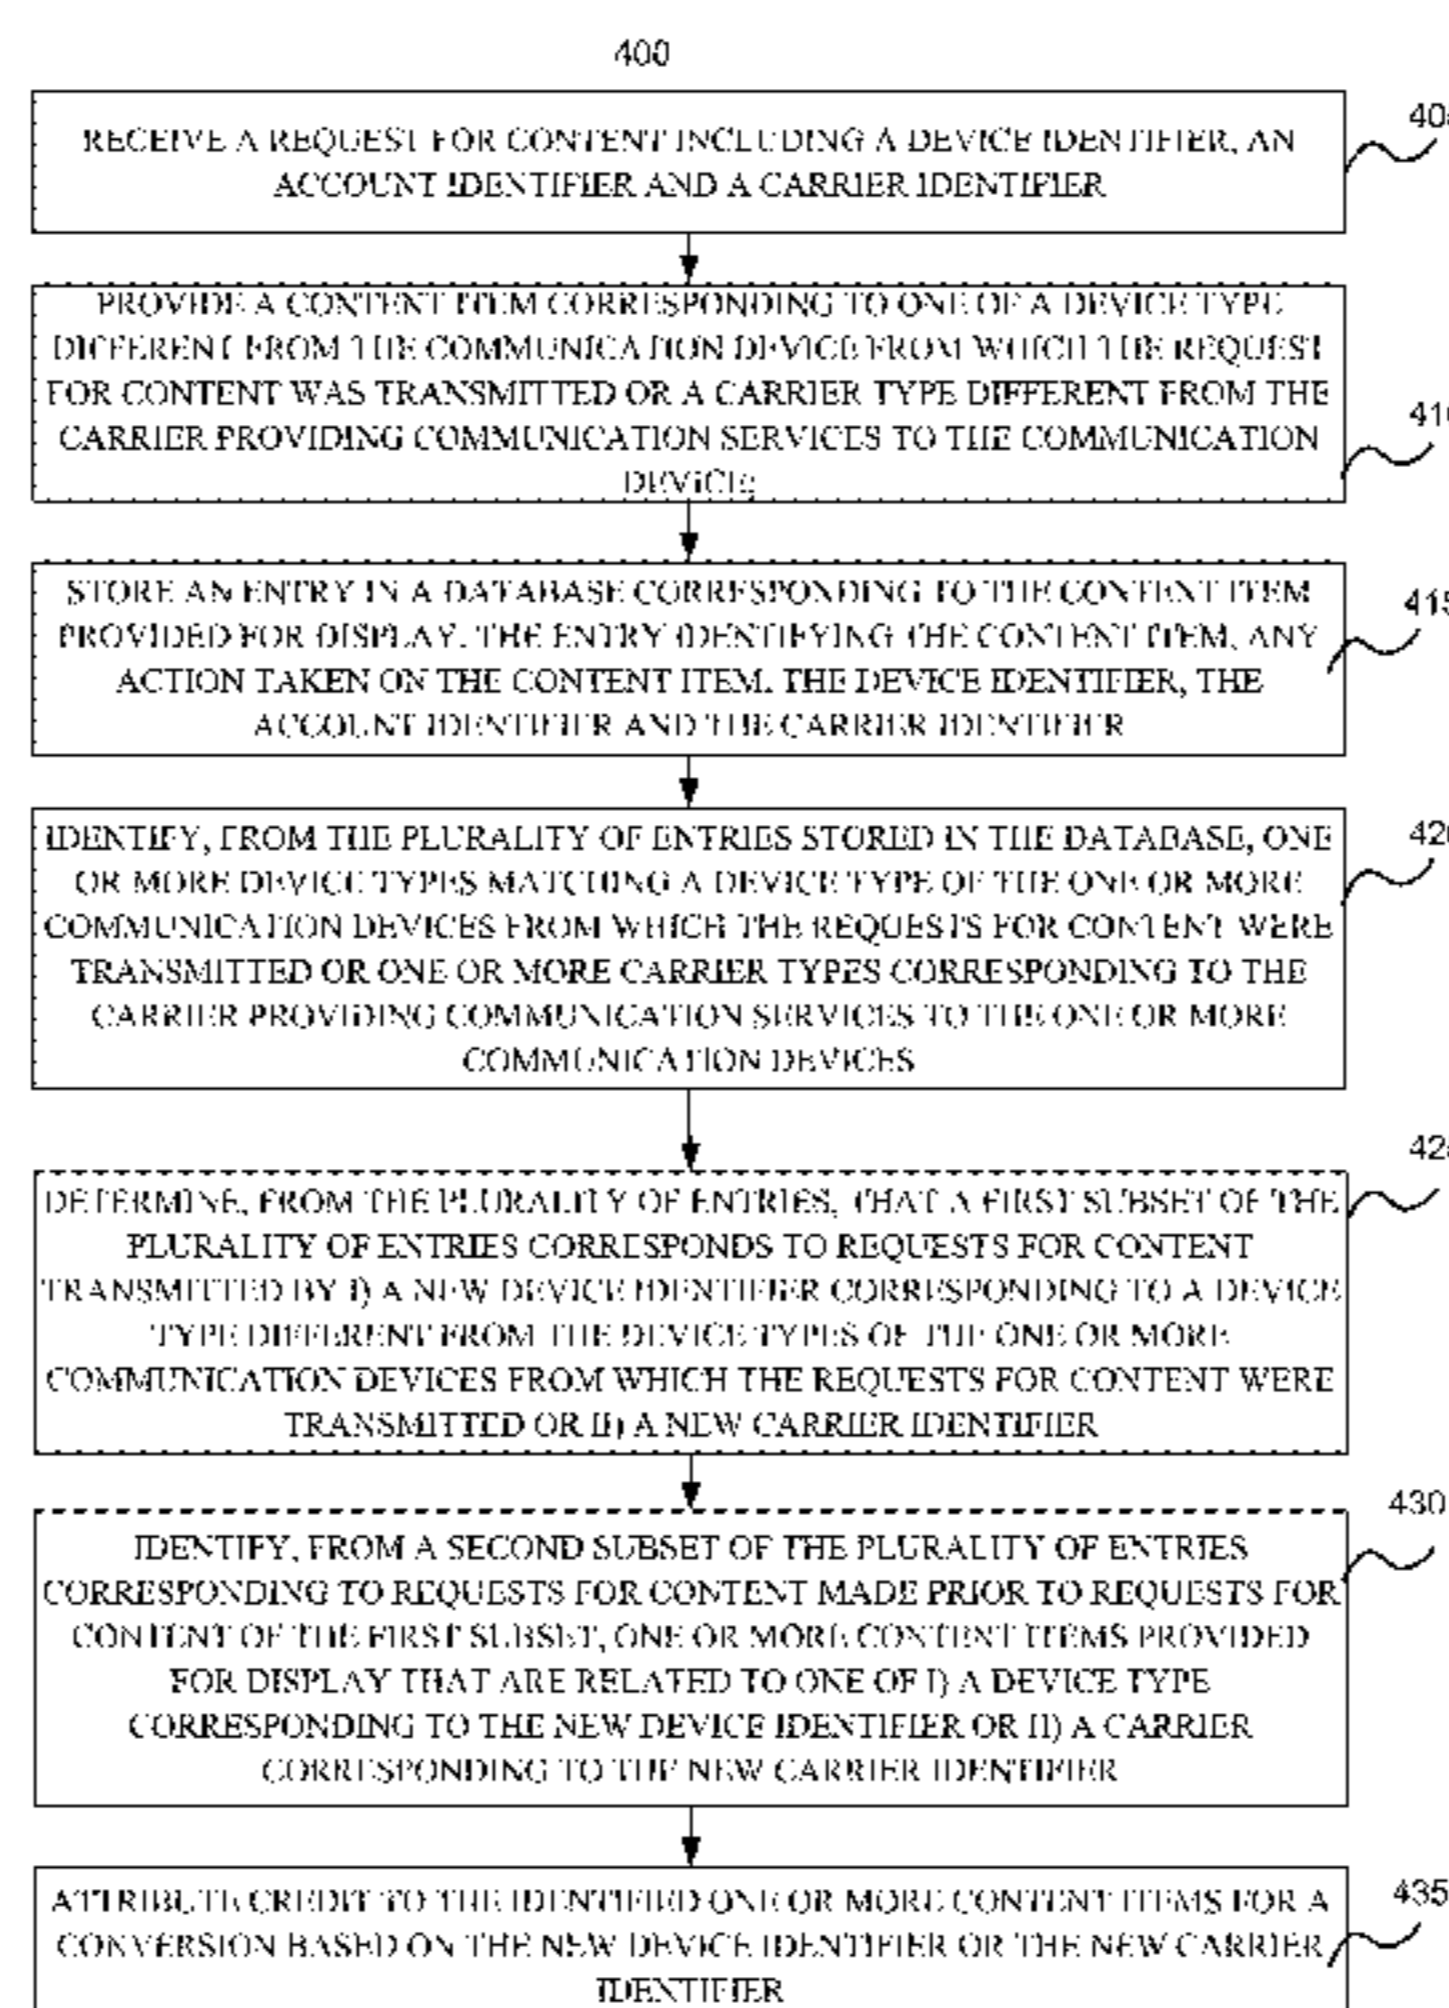 400
RECEIVE A REQUEST FOR CONTENT INCLUDING A DEVICE IDENTIFIER, AN
ACCOUNT IDENTIFIER AND A CARRIER IDENTIFIER
PROVIDE A CONTENT ITEM CORRESPONDING TO ONE OF A DEVICE TYPE
DIFFERENT FROM THE COMMUNICATION DEVICE FROM WHICH THE REQUEST
FOR CONTENT WAS TRANSMITTED OR A CARRIER TYPE DIFFERENT FROM THE
CARRIER PROVIDING COMMUNICATION SERVICES TO THE COMMUNICATION
DEVICE
415
STORE AN ENTRY IN A DATABASE CORRESPONDING TO THE CONTENT ITEM
PROVIDED FOR DISPLAY, THE ENTRY IDENTIFYING THE CONTENT ITEM, ANY
ACTION TAKEN ON THE CONTENT ITEM, THE DEVICE IDENTIFIER, THE
ACCOUNT IDENTIFIER AND THE CARRIER IDENTIFIER
IDENTIFY, FROM THE PLURALITY OF ENTRIES STORED IN THE DATABASE, ONE
OR MORE DEVICE TYPES MATCHING A DEVICE TYPE OF THE ONE OR MORE
COMMUNICATION DEVICES FROM WHICH THE REQUESTS FOR CONTENT WERE
TRANSMITTED OR ONE OR MORE CARRIER TYPES CORRESPONDING TO THE
CARRIER PROVIDING COMMUNICATION SERVICES TO THE ONE OR MORE
COMMUNICATION DEVICES
DETERMINE, FROM THE PLURALITY OF ENTRIES, THAT A FIRST SUBSET OF THE
PLURALITY OF ENTRIES CORRESPONDS TO REQUESTS FOR CONTENT
TRANSMITTED BY I) A NEW DEVICE IDENTIFIER CORRESPONDING TO A DEVICE
TYPE DIFFERENT FROM THE DEVICE TYPES OF THE ONE OR MORE
COMMUNICATION DEVICES FROM WHICH THE REQUESTS FOR CONTENT WERE
TRANSMITTED OR II) A NEW CARRIER IDENTIFIER
430
IDENTIFY, FROM A SECOND SUBSET OF THE PLURALITY OF ENTRIES
CORRESPONDING TO REQUESTS FOR CONTENT MADE PRIOR TO REQUESTS FOR
CONTENT OF THE FIRST SUBSET, ONE OR MORE CONTENT ITEMS PROVIDED
FOR DISPLAY THAT ARE RELATED TO ONE OF I) A DEVICE TYPE
CORRESPONDING TO THE NEW DEVICE IDENTIFIER OR II) A CARRIER
CORRESPONDING TO THE NEW CARRIER IDENTIFIER
435
ATTRIBUTE CREDIT TO THE IDENTIFIED ONE OR MORE CONTENT ITEMS FOR A
CONVERSION BASED ON THE NEW DEVICE IDENTIFIER OR THE NEW CARRIER
IDENTIFIER